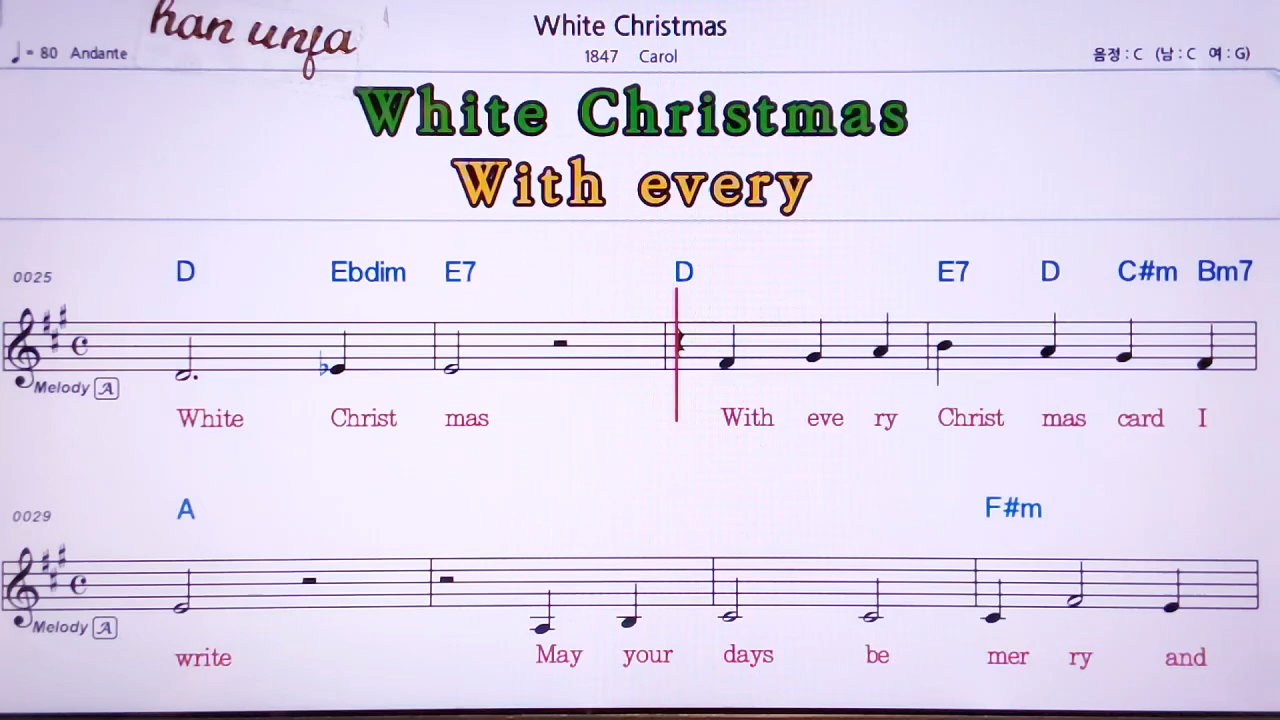 han unja
White Christmas
♩= 80 Andante
1847 Carol
음정 : C (남 : C 여 : G)
White Christmas
With every
0025 D Ebdim E7 D E7 D C#m Bm7
Melody A
White Christ mas With eve ry Christ mas card I
0029 A F#m
Melody A
write May your days be mer ry and